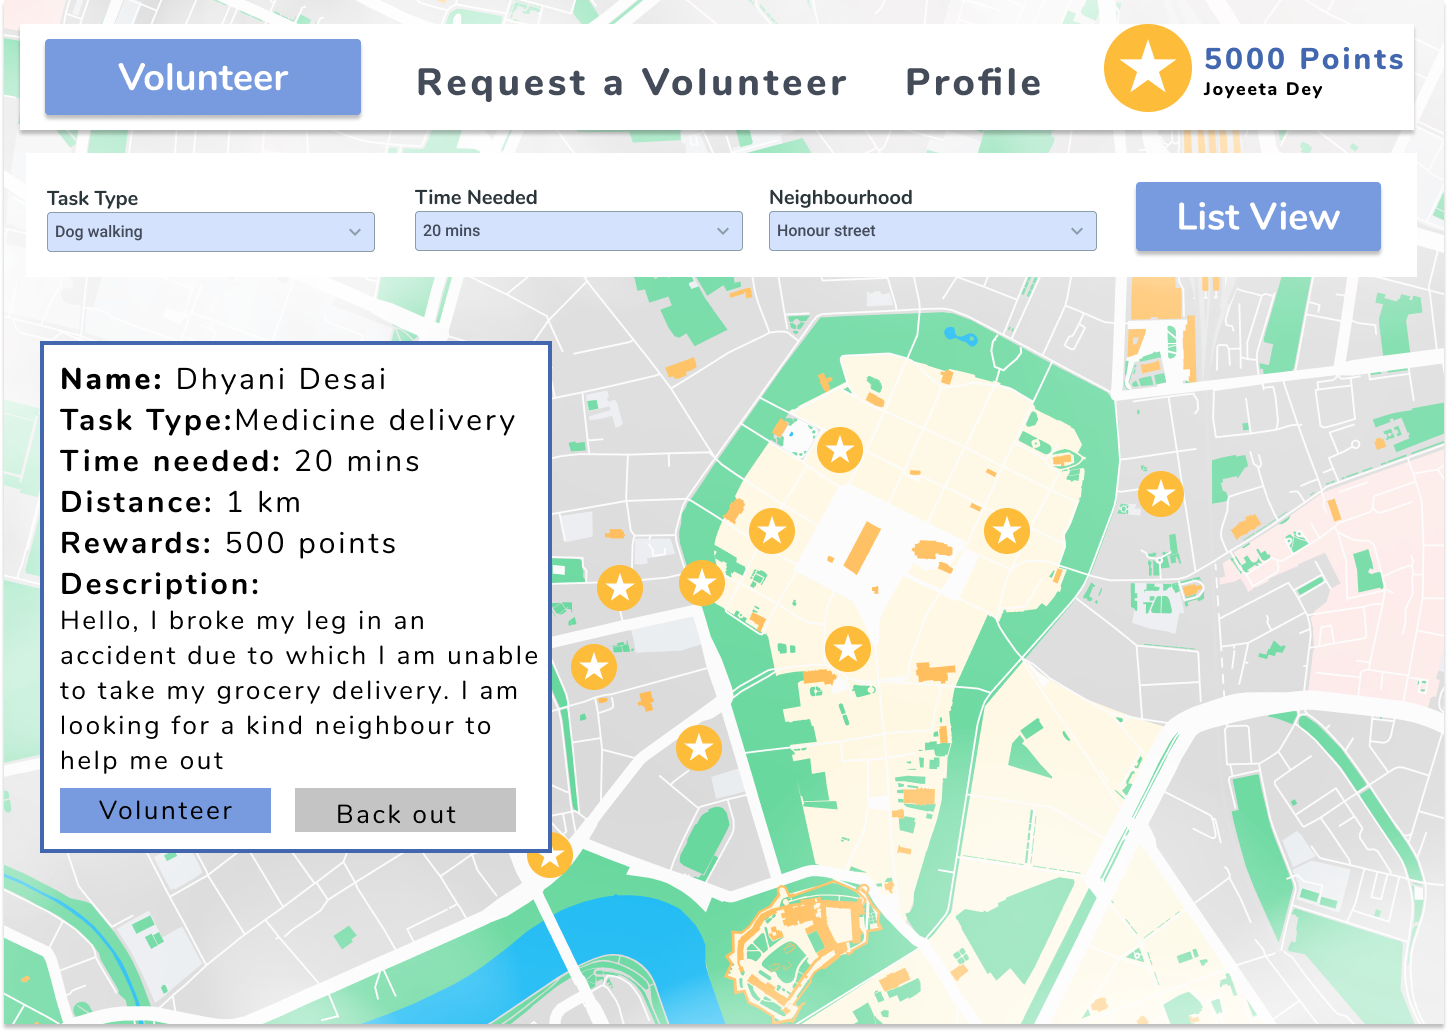 Volunteer
Request a Volunteer
Profile
5000 Points
Joyeeta Dey
Task Type
Dog walking
Time Needed
20 mins
Neighbourhood
Honour street
List View
Name: Dhyani Desai
Task Type:Medicine delivery
Time needed: 20 mins
Distance: 1 km
Rewards: 500 points
Description:
Hello, I broke my leg in an
accident due to which I am unable
to take my grocery delivery. I am
looking for a kind neighbour to
help me out
Volunteer
Back out